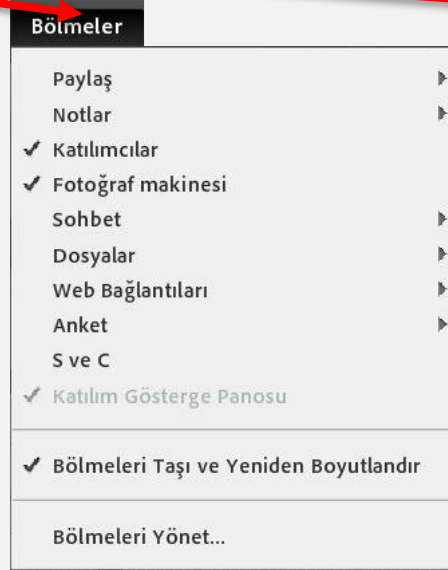 Bölmeler
Paylaş
Notlar
Katılımcılar
Fotoğraf makinesi
Sohbet
Dosyalar
Web Bağlantıları
Anket
S ve C
Katılım Gösterge Panosu
Bölmeleri Taşı ve Yeniden Boyutlandır
Bölmeleri Yönet...